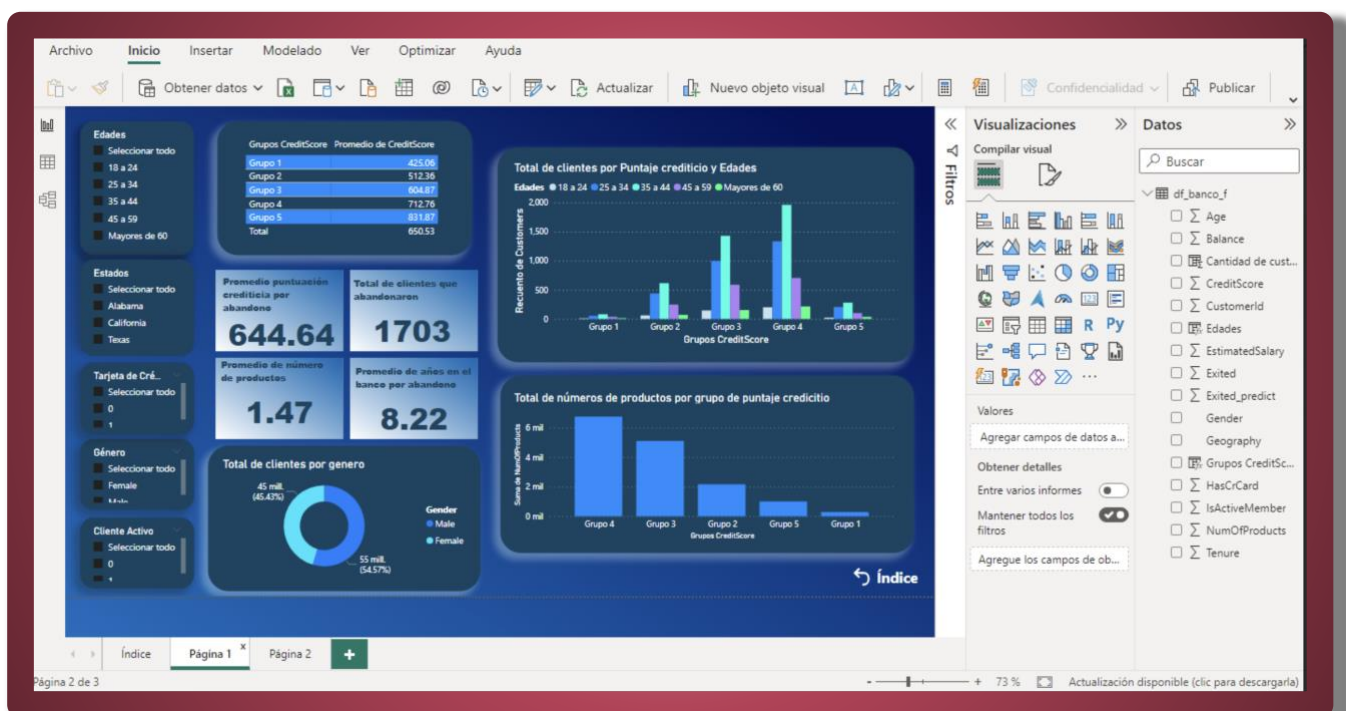 Archivo Inicio Insertar Modelado Ver Optimizar Ayuda
Obtener datos Actualizar Nuevo objeto visual Confidencialidad Publicar
Edades
Seleccionar todo
18 a 24
25 a 34
35 a 44
45 a 59
Mayores de 60
Estados
Seleccionar todo
Alabama
California
Texas
Tarjeta de Cré...
Seleccionar todo
0
1
Género
Seleccionar todo
Female
Male
Cliente Activo
Seleccionar todo
0
1
Grupos CreditScore Promedio de CreditScore
Grupo 1 425.06
Grupo 2 512.36
Grupo 3 604.87
Grupo 4 712.76
Grupo 5 831.87
Total 650.53
Promedio puntuación
crediticia por
abandono
644.64
Total de clientes que
abandonaron
1703
Promedio de número
de productos
1.47
Promedio de años en el
banco por abandono
8.22
Total de clientes por genero
45 mill.
(45.43%)
55 mill.
(54.57%)
Gender
Male
Female
Total de clientes por Puntaje crediticio y Edades
Edades 18 a 24 25 a 34 35 a 44 45 a 59 Mayores de 60
Recuento de Customers
2,000
1,500
1,000
500
0
Grupo 1 Grupo 2 Grupo 3 Grupo 4 Grupo 5
Grupos CreditScore
Total de números de productos por grupo de puntaje credicitio
Suma de NumOfProducts
6 mil
4 mil
2 mil
0 mil
Grupo 4 Grupo 3 Grupo 2 Grupo 5 Grupo 1
Grupos CreditScore
Índice
Filtros
Visualizaciones
Compilar visual
R Py
123
Valores
Agregar campos de datos a...
Obtener detalles
Entre varios informes
Mantener todos los
filtros
Agregue los campos de ob...
Datos
Buscar
df_banco_f
Age
Balance
Cantidad de cust...
CreditScore
CustomerId
Edades
EstimatedSalary
Exited
Exited_predict
Gender
Geography
Grupos CreditSc...
HasCrCard
IsActiveMember
NumOfProducts
Tenure
Índice Página 1 x Página 2 +
Página 2 de 3
- + 73 % Actualización disponible (clic para descargarla)